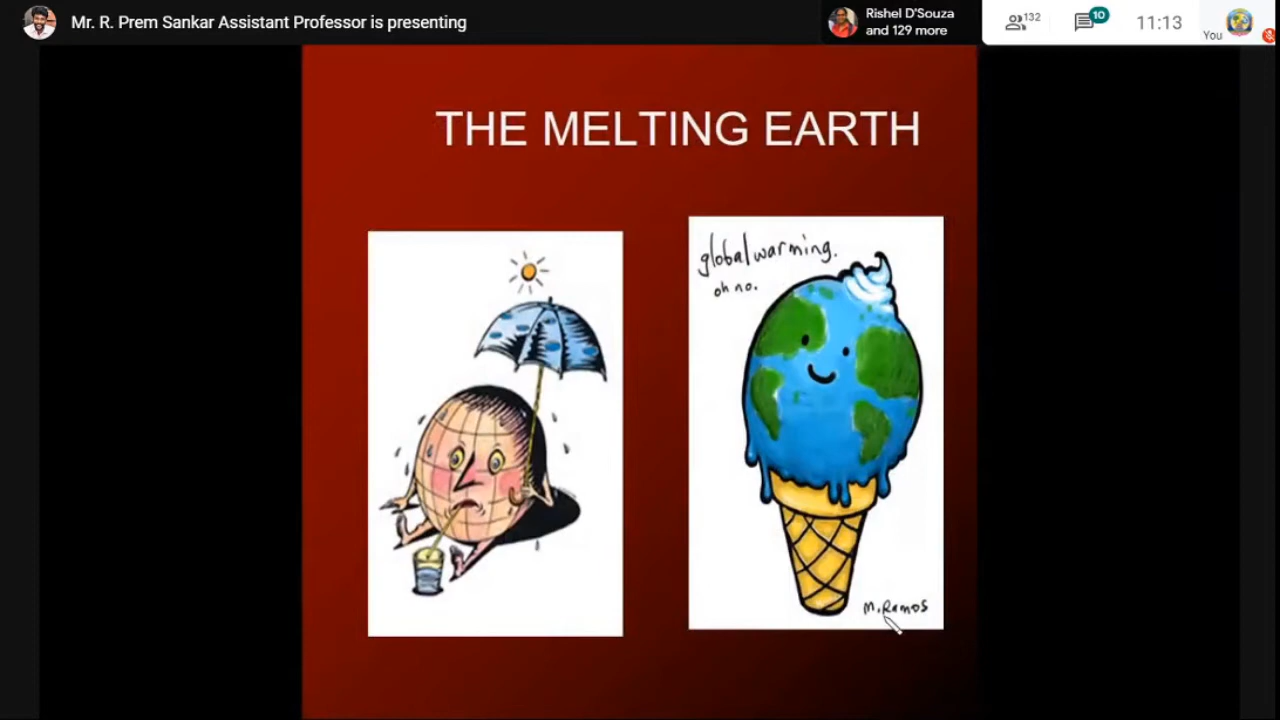 Mr. R. Prem Sankar Assistant Professor is presenting
Rishel D'Souza
and 129 more
132
10
11:13
You
THE MELTING EARTH
global warming.
oh no.
M. Ramos